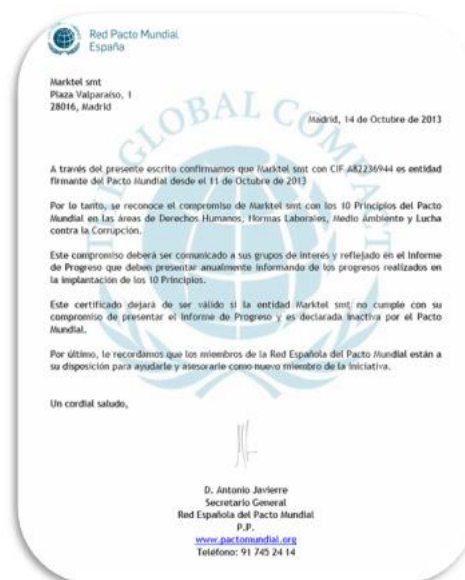 Red Pacto Mundial
España
Marktel smt
Plaza Valparaíso, 1
28016, Madrid
Madrid, 14 de Octubre de 2013
THE GLOBAL COMPACT
A través del presente escrito confirmamos que Marktel smt con CIF A82236944 es entidad
firmante del Pacto Mundial desde el 11 de Octubre de 2013
Por lo tanto, se reconoce el compromiso de Marktel smt con los 10 Principios del Pacto
Mundial en las áreas de Derechos Humanos, Normas Laborales, Medio Ambiente y Lucha
contra la Corrupción.
Este compromiso deberá ser comunicado a sus grupos de interés y reflejado en el Informe
de Progreso que deben presentar anualmente informando de los progresos realizados en
la implantación de los 10 Principios.
Este certificado dejará de ser válido si la entidad Marktel smt no cumple con su
compromiso de presentar el Informe de Progreso y es declarada inactiva por el Pacto
Mundial.
Por último, le recordamos que los miembros de la Red Española del Pacto Mundial están a
su disposición para ayudarle y asesorarle como nuevo miembro de la iniciativa.
Un cordial saludo,
D. Antonio Javierre
Secretario General
Red Española del Pacto Mundial
P.P.
www.pactomundial.org
Teléfono: 91 745 24 14